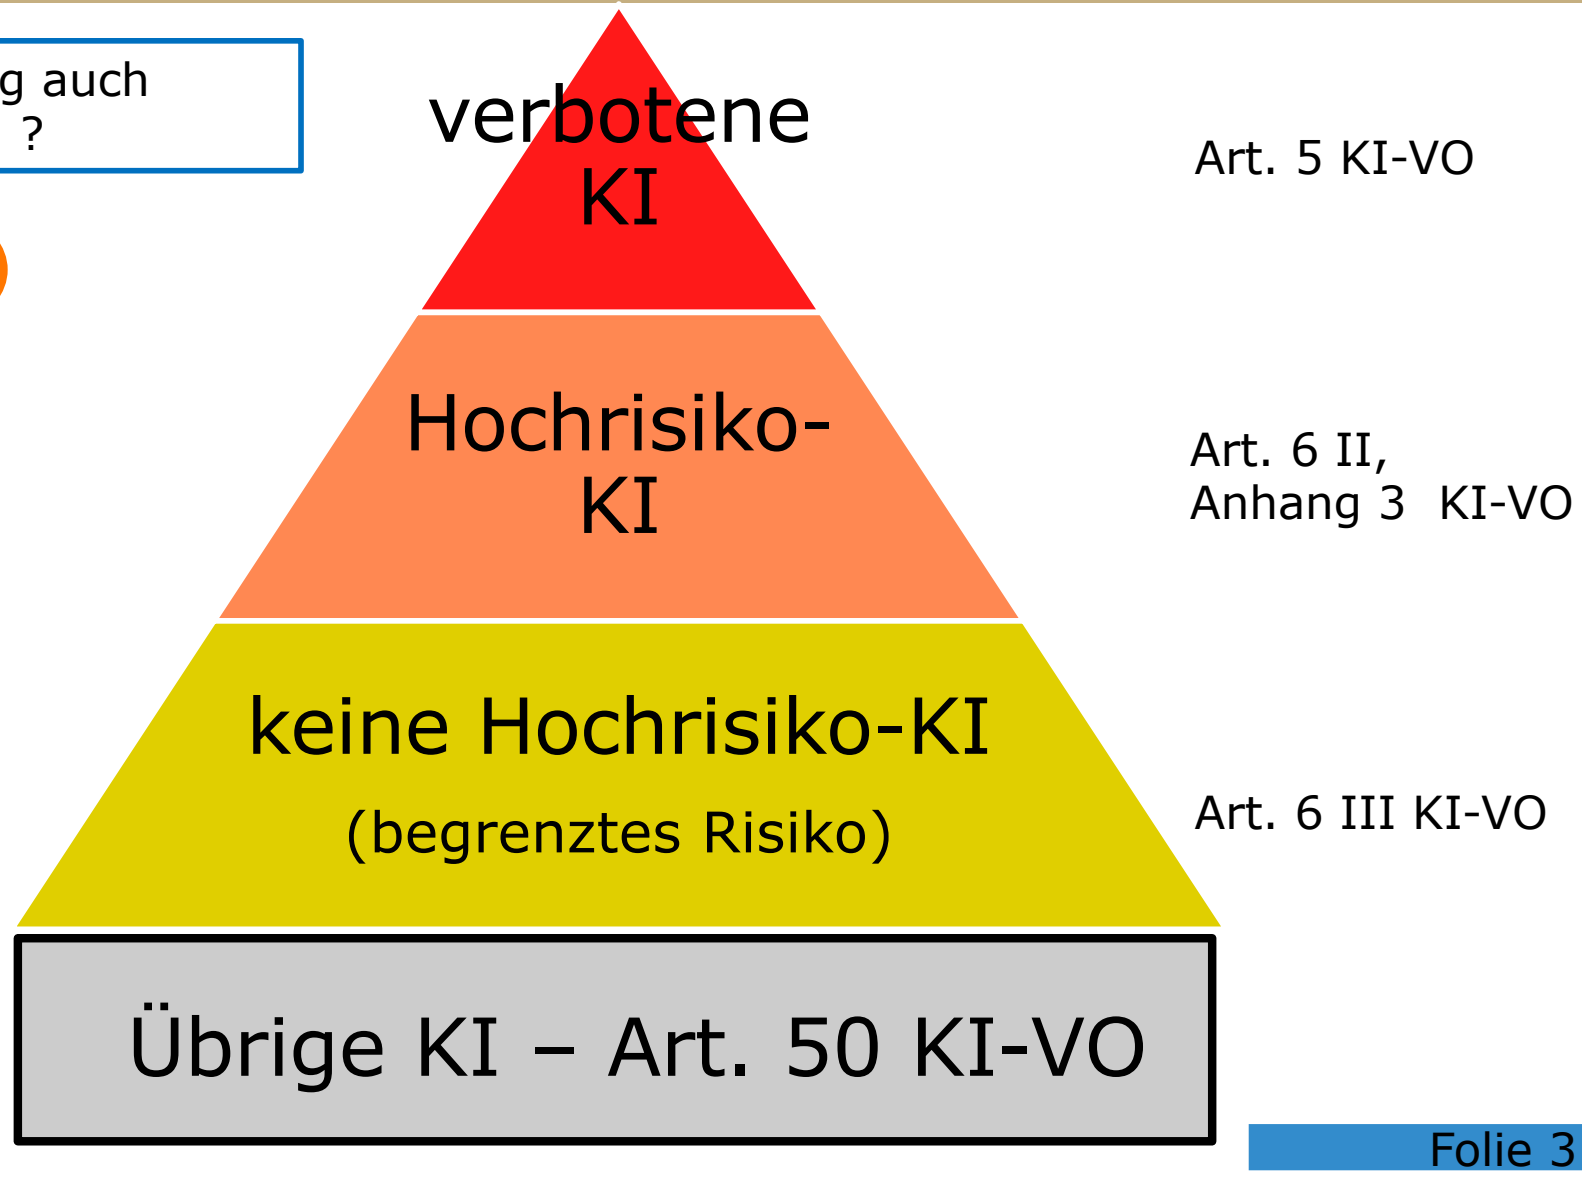 g auch
?
verbotene
KI
Art. 5 KI-VO
Hochrisiko-
KI
Art. 6 II,
Anhang 3 KI-VO
keine Hochrisiko-KI
(begrenztes Risiko)
Art. 6 III KI-VO
Übrige KI – Art. 50 KI-VO
Folie 3